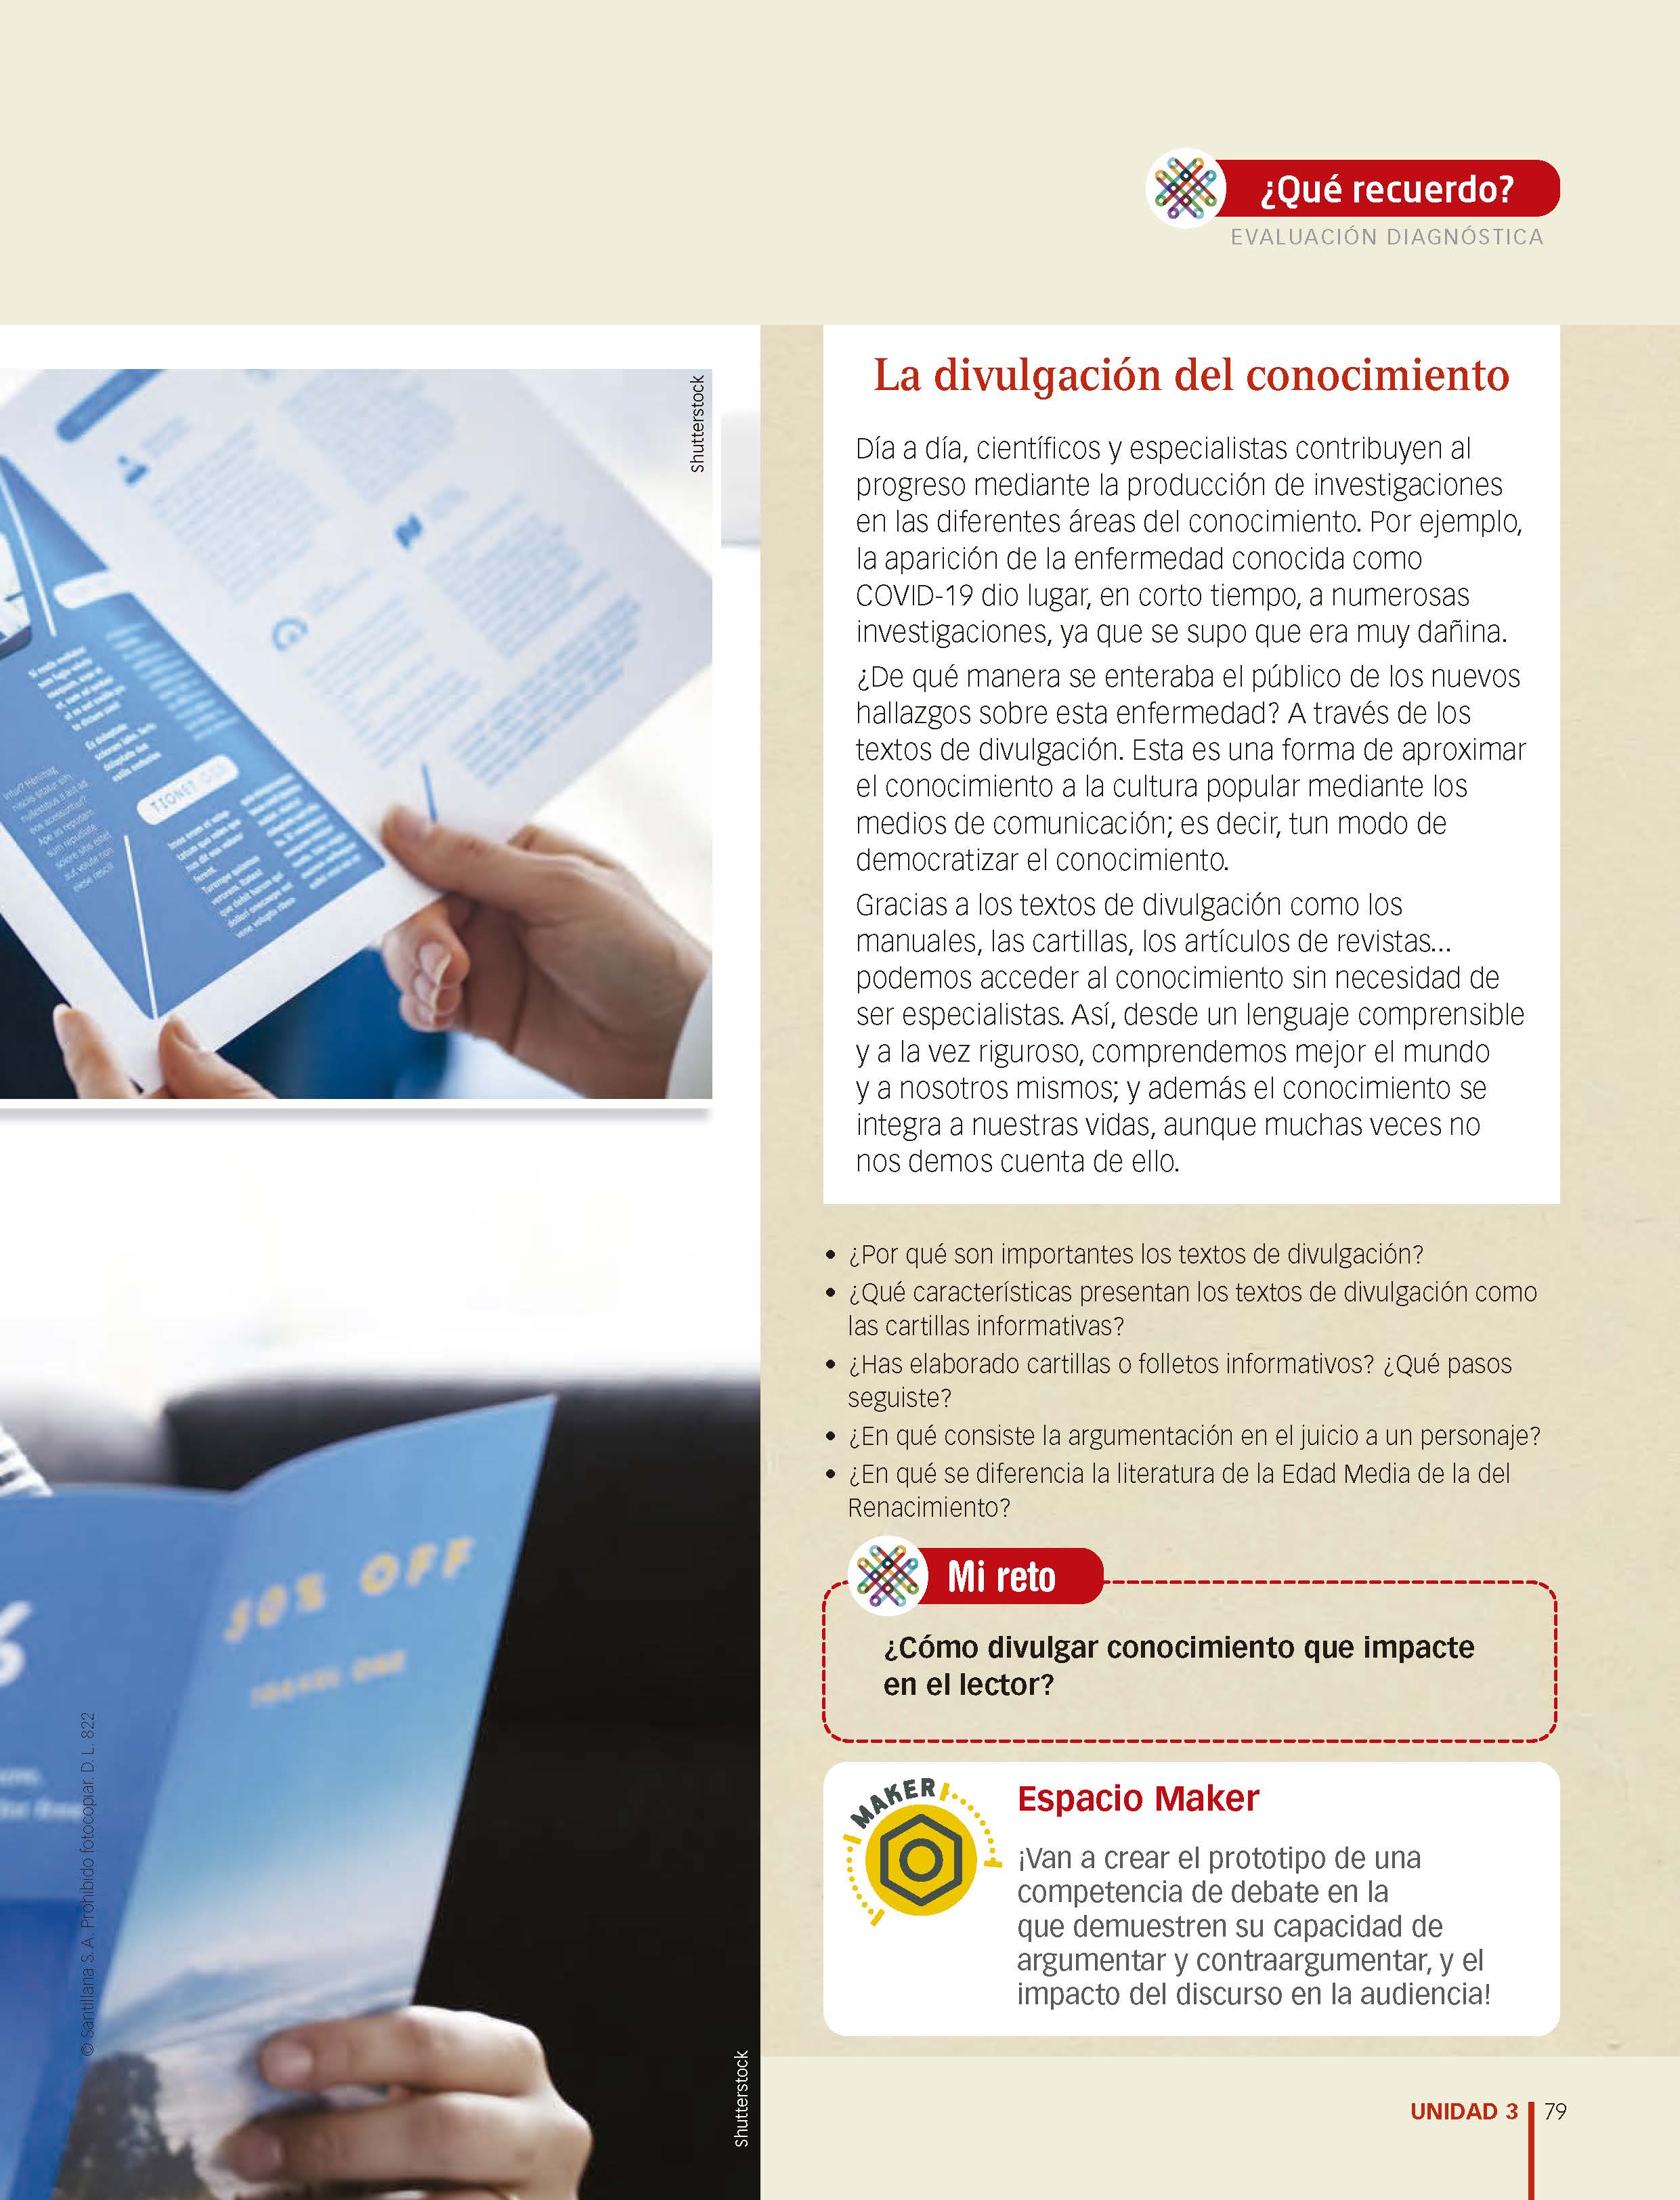 ¿Qué recuerdo?
EVALUACIÓN DIAGNÓSTICA
Shutterstock
TIONET
La divulgación del conocimiento
Día a día, científicos y especialistas contribuyen al
progreso mediante la producción de investigaciones
en las diferentes áreas del conocimiento. Por ejemplo,
la aparición de la enfermedad conocida como
COVID-19 dio lugar, en corto tiempo, a numerosas
investigaciones, ya que se supo que era muy dañina.
¿De qué manera se enteraba el público de los nuevos
hallazgos sobre esta enfermedad? A través de los
textos de divulgación. Esta es una forma de aproximar
el conocimiento a la cultura popular mediante los
medios de comunicación; es decir, tun modo de
democratizar el conocimiento.
Gracias a los textos de divulgación como los
manuales, las cartillas, los artículos de revistas...
podemos acceder al conocimiento sin necesidad de
ser especialistas. Así, desde un lenguaje comprensible
y a la vez riguroso, comprendemos mejor el mundo
y a nosotros mismos; y además el conocimiento se
integra a nuestras vidas, aunque muchas veces no
nos demos cuenta de ello.
• ¿Por qué son importantes los textos de divulgación?
• ¿Qué características presentan los textos de divulgación como
las cartillas informativas?
• ¿Has elaborado cartillas o folletos informativos? ¿Qué pasos
seguiste?
• ¿En qué consiste la argumentación en el juicio a un personaje?
• ¿En qué se diferencia la literatura de la Edad Media de la del
Renacimiento?
Mi reto
¿Cómo divulgar conocimiento que impacte
en el lector?
MAKER
Espacio Maker
¡Van a crear el prototipo de una
competencia de debate en la
que demuestren su capacidad de
argumentar y contraargumentar, y el
impacto del discurso en la audiencia!
50% OFF
© Santillana S. A. Prohibido fotocopiar. D. L. 822
Shutterstock
UNIDAD 3 79